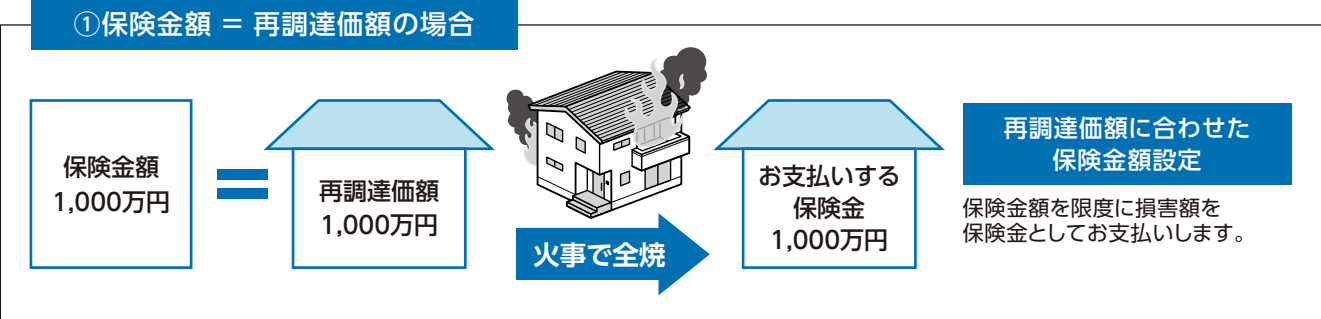 ①保険金額 = 再調達価額の場合
保険金額
1,000万円
再調達価額
1,000万円
火事で全焼
お支払いする
保険金
1,000万円
再調達価額に合わせた
保険金額設定
保険金額を限度に損害額を
保険金としてお支払いします。